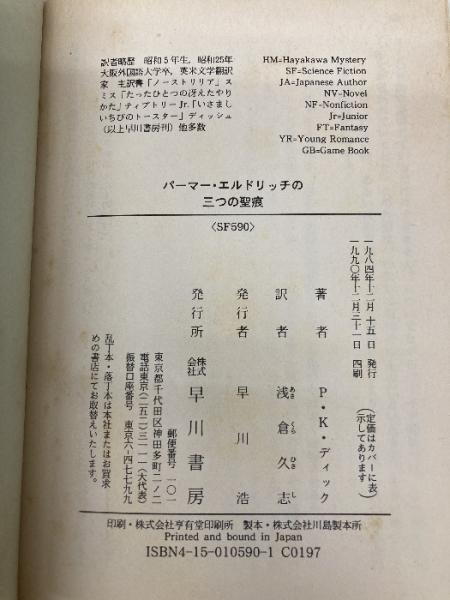 訳者略歴 昭和5年生,昭和25年
大阪外国語大学卒,英米文学翻訳
家 主訳書「ノーストリリア」ス
ミス「たったひとつの冴えたやり
かた」ティプトリーJr.「いさまし
いちびのトースター」ディッシュ
(以上早川書房刊)他多数
HM=Hayakawa Mystery
SF=Science Fiction
JA=Japanese Author
NV=Novel
NF=Nonfiction
Jr=Junior
FT=Fantasy
YR=Young Romance
GB=Game Book
パーマー・エルドリッチの
三つの聖痕
〈SF590〉
一九八四年十二月十五日 発行
一九九〇年十二月三十一日 四刷
(定価はカバーに表
示してあります)
著者 P・K・ディック
訳者 浅倉久志
あさ くら ひさ し
発行者 早川 浩
発行所 株式会社 早川書房
郵便番号 一〇一
東京都千代田区神田多町二ノ二
電話東京(二五二)三一一一(大代表)
振替口座番号 東京六-四七七九九
乱丁本・落丁本は本社またはお買求
めの書店にてお取替えいたします。
印刷・株式会社亨有堂印刷所 製本・株式会社川島製本所
Printed and bound in Japan
ISBN4-15-010590-1 C0197